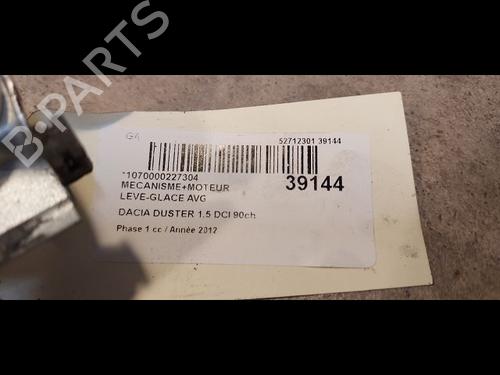 B-PARTS
GA
52712301 39144
*1070000227304
MECANISME+MOTEUR
39144
LEVE-GLACE AVG
DACIA DUSTER 1.5 DCI 90ch
Phase 1 cc / Année 2012